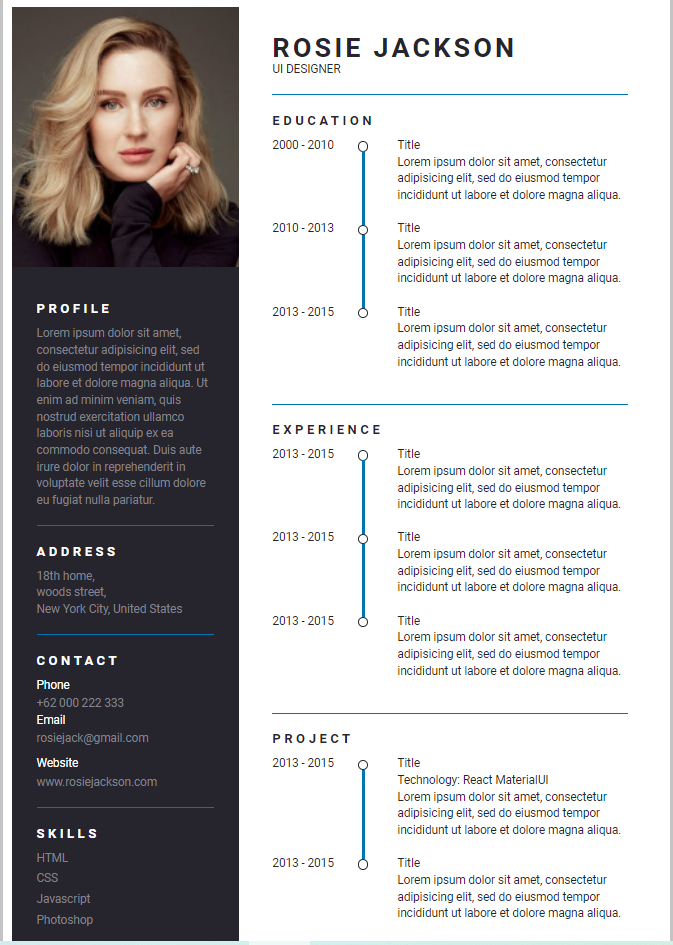 ROSIE JACKSON
UI DESIGNER
PROFILE
Lorem ipsum dolor sit amet,
consectetur adipisicing elit, sed
do eiusmod tempor incididunt ut
labore et dolore magna aliqua. Ut
enim ad minim veniam, quis
nostrud exercitation ullamco
laboris nisi ut aliquip ex ea
commodo consequat. Duis aute
irure dolor in reprehenderit in
voluptate velit esse cillum dolore
eu fugiat nulla pariatur.
ADDRESS
18th home,
woods street,
New York City, United States
CONTACT
Phone
+62 000 222 333
Email
rosiejack@gmail.com
Website
www.rosiejackson.com
SKILLS
HTML
CSS
Javascript
Photoshop
EDUCATION
2000 - 2010 Title
Lorem ipsum dolor sit amet, consectetur
adipisicing elit, sed do eiusmod tempor
incididunt ut labore et dolore magna aliqua.
2010 - 2013 Title
Lorem ipsum dolor sit amet, consectetur
adipisicing elit, sed do eiusmod tempor
incididunt ut labore et dolore magna aliqua.
2013 - 2015 Title
Lorem ipsum dolor sit amet, consectetur
adipisicing elit, sed do eiusmod tempor
incididunt ut labore et dolore magna aliqua.
EXPERIENCE
2013 - 2015 Title
Lorem ipsum dolor sit amet, consectetur
adipisicing elit, sed do eiusmod tempor
incididunt ut labore et dolore magna aliqua.
2013 - 2015 Title
Lorem ipsum dolor sit amet, consectetur
adipisicing elit, sed do eiusmod tempor
incididunt ut labore et dolore magna aliqua.
2013 - 2015 Title
Lorem ipsum dolor sit amet, consectetur
adipisicing elit, sed do eiusmod tempor
incididunt ut labore et dolore magna aliqua.
PROJECT
2013 - 2015 Title
Technology: React MaterialUI
Lorem ipsum dolor sit amet, consectetur
adipisicing elit, sed do eiusmod tempor
incididunt ut labore et dolore magna aliqua.
2013 - 2015 Title
Lorem ipsum dolor sit amet, consectetur
adipisicing elit, sed do eiusmod tempor
incididunt ut labore et dolore magna aliqua.